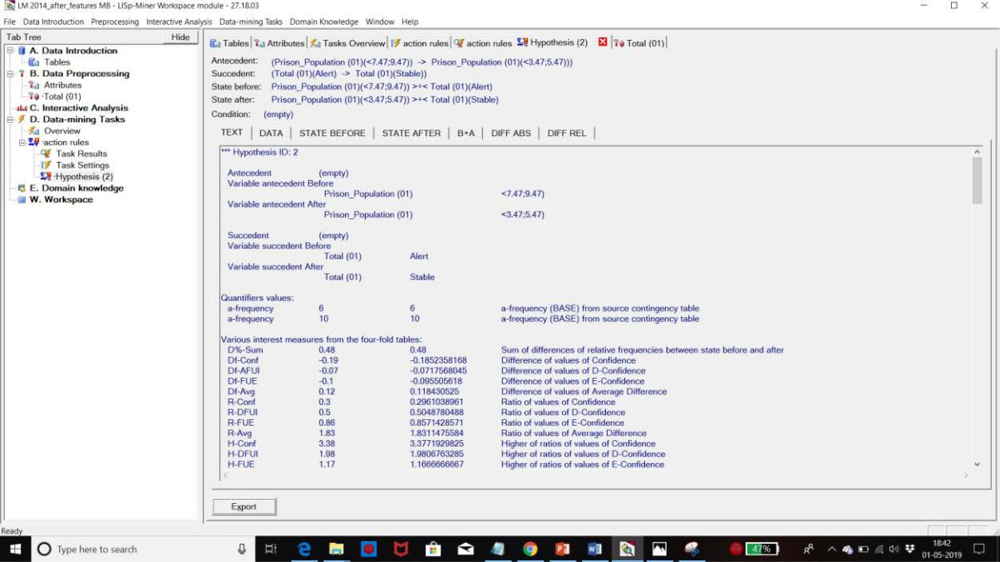 LM 2014_after_features MB - LISp-Miner Workspace module - 27.18.03
File Data Introduction Preprocessing Interactive Analysis Data-mining Tasks Domain Knowledge Window Help
Tab Tree Hide
A. Data Introduction
Tables
B. Data Preprocessing
Attributes
·Total (01)
C. Interactive Analysis
D. Data-mining Tasks
Overview
·action rules
Task Results
Task Settings
·Hypothesis (2)
E. Domain knowledge
W. Workspace
Tables Attributes Tasks Overview action rules action rules Hypothesis (2) Total (01)
Antecedent: (Prison_Population (01)(<7.47;9.47)) -> Prison_Population (01)(<3.47;5.47)))
Succedent: (Total (01)(Alert) -> Total (01)(Stable))
State before: Prison_Population (01)(<7.47;9.47)) >÷< Total (01)(Alert)
State after: Prison_Population (01)(<3.47;5.47)) >÷< Total (01)(Stable)
Condition: (empty)
TEXT DATA STATE BEFORE STATE AFTER B+A DIFF ABS DIFF REL
*** Hypothesis ID: 2
Antecedent (empty)
Variable antecedent Before
Prison_Population (01) <7.47;9.47)
Variable antecedent After
Prison_Population (01) <3.47;5.47)
Succedent (empty)
Variable succedent Before
Total (01) Alert
Variable succedent After
Total (01) Stable
Quantifiers values:
a-frequency 6 6 a-frequency (BASE) from source contingency table
a-frequency 10 10 a-frequency (BASE) from source contingency table
Various interest measures from the four-fold tables:
D%-Sum 0.48 0.48 Sum of differences of relative frequencies between state before and after
Df-Conf -0.19 -0.1852358168 Difference of values of Confidence
Df-AFUI -0.07 -0.0717568045 Difference of values of D-Confidence
Df-FUE -0.1 -0.095505618 Difference of values of E-Confidence
Df-Avg 0.12 0.118430525 Difference of values of Average Difference
R-Conf 0.3 0.2961038961 Ratio of values of Confidence
R-DFUI 0.5 0.5048780488 Ratio of values of D-Confidence
R-FUE 0.86 0.8571428571 Ratio of values of E-Confidence
R-Avg 1.83 1.8311475584 Ratio of values of Average Difference
H-Conf 3.38 3.3771929825 Higher of ratios of values of Confidence
H-DFUI 1.98 1.9806763285 Higher of ratios of values of D-Confidence
H-FUE 1.17 1.1666666667 Higher of ratios of values of E-Confidence
Export
Ready
Type here to search
47%
18:42
01-05-2019